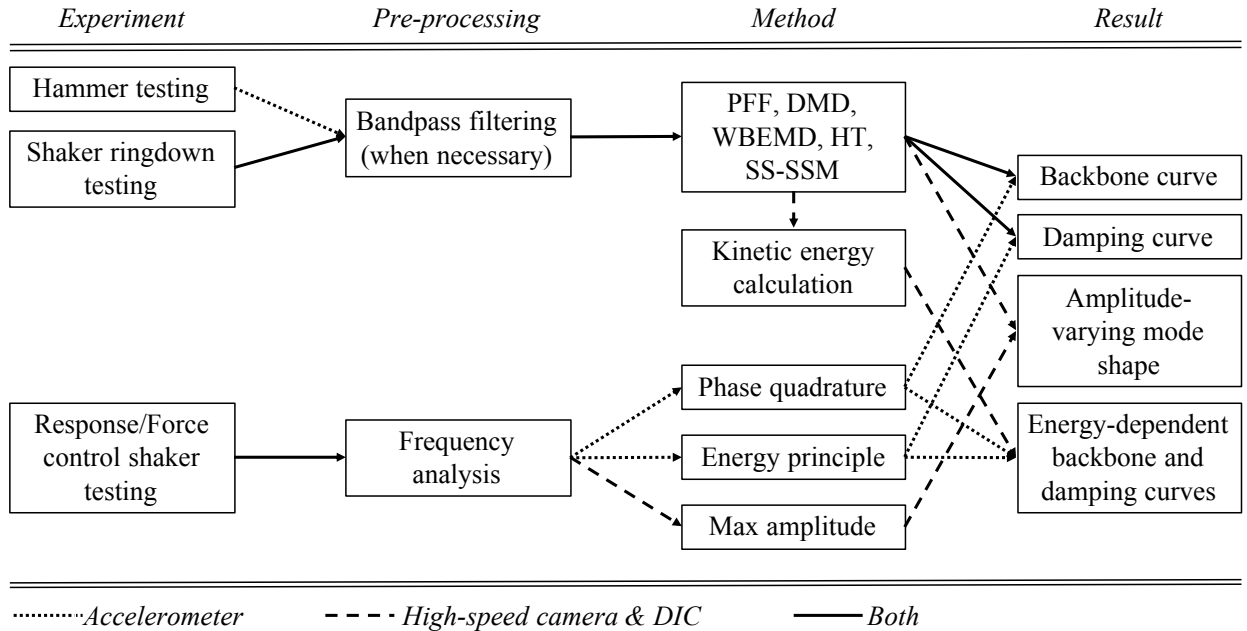 Experiment
Pre-processing
Method
Result
Hammer testing
Shaker ringdown
testing
Bandpass filtering
(when necessary)
PFF, DMD,
WBEMD, HT,
SS-SSM
Kinetic energy
calculation
Backbone curve
Damping curve
Amplitude-
varying mode
shape
Response/Force
control shaker
testing
Frequency
analysis
Phase quadrature
Energy principle
Max amplitude
Energy-dependent
backbone and
damping curves
Accelerometer
High-speed camera & DIC
Both